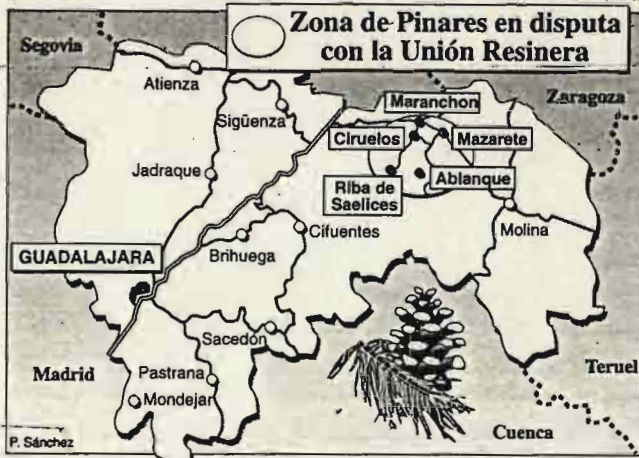 Zona de Pinares en disputa
con la Unión Resinera
Segovia
Atienza
Maranchon
Zaragoza
Sigüenza
Ciruelos
Mazarete
Jadraque
Riba de
Saelices
Ablanque
Molina
Cifuentes
GUADALAJARA
Brihuega
Sacedón
Teruel
Madrid
Pastrana
Mondejar
Cuenca
P. Sánchez